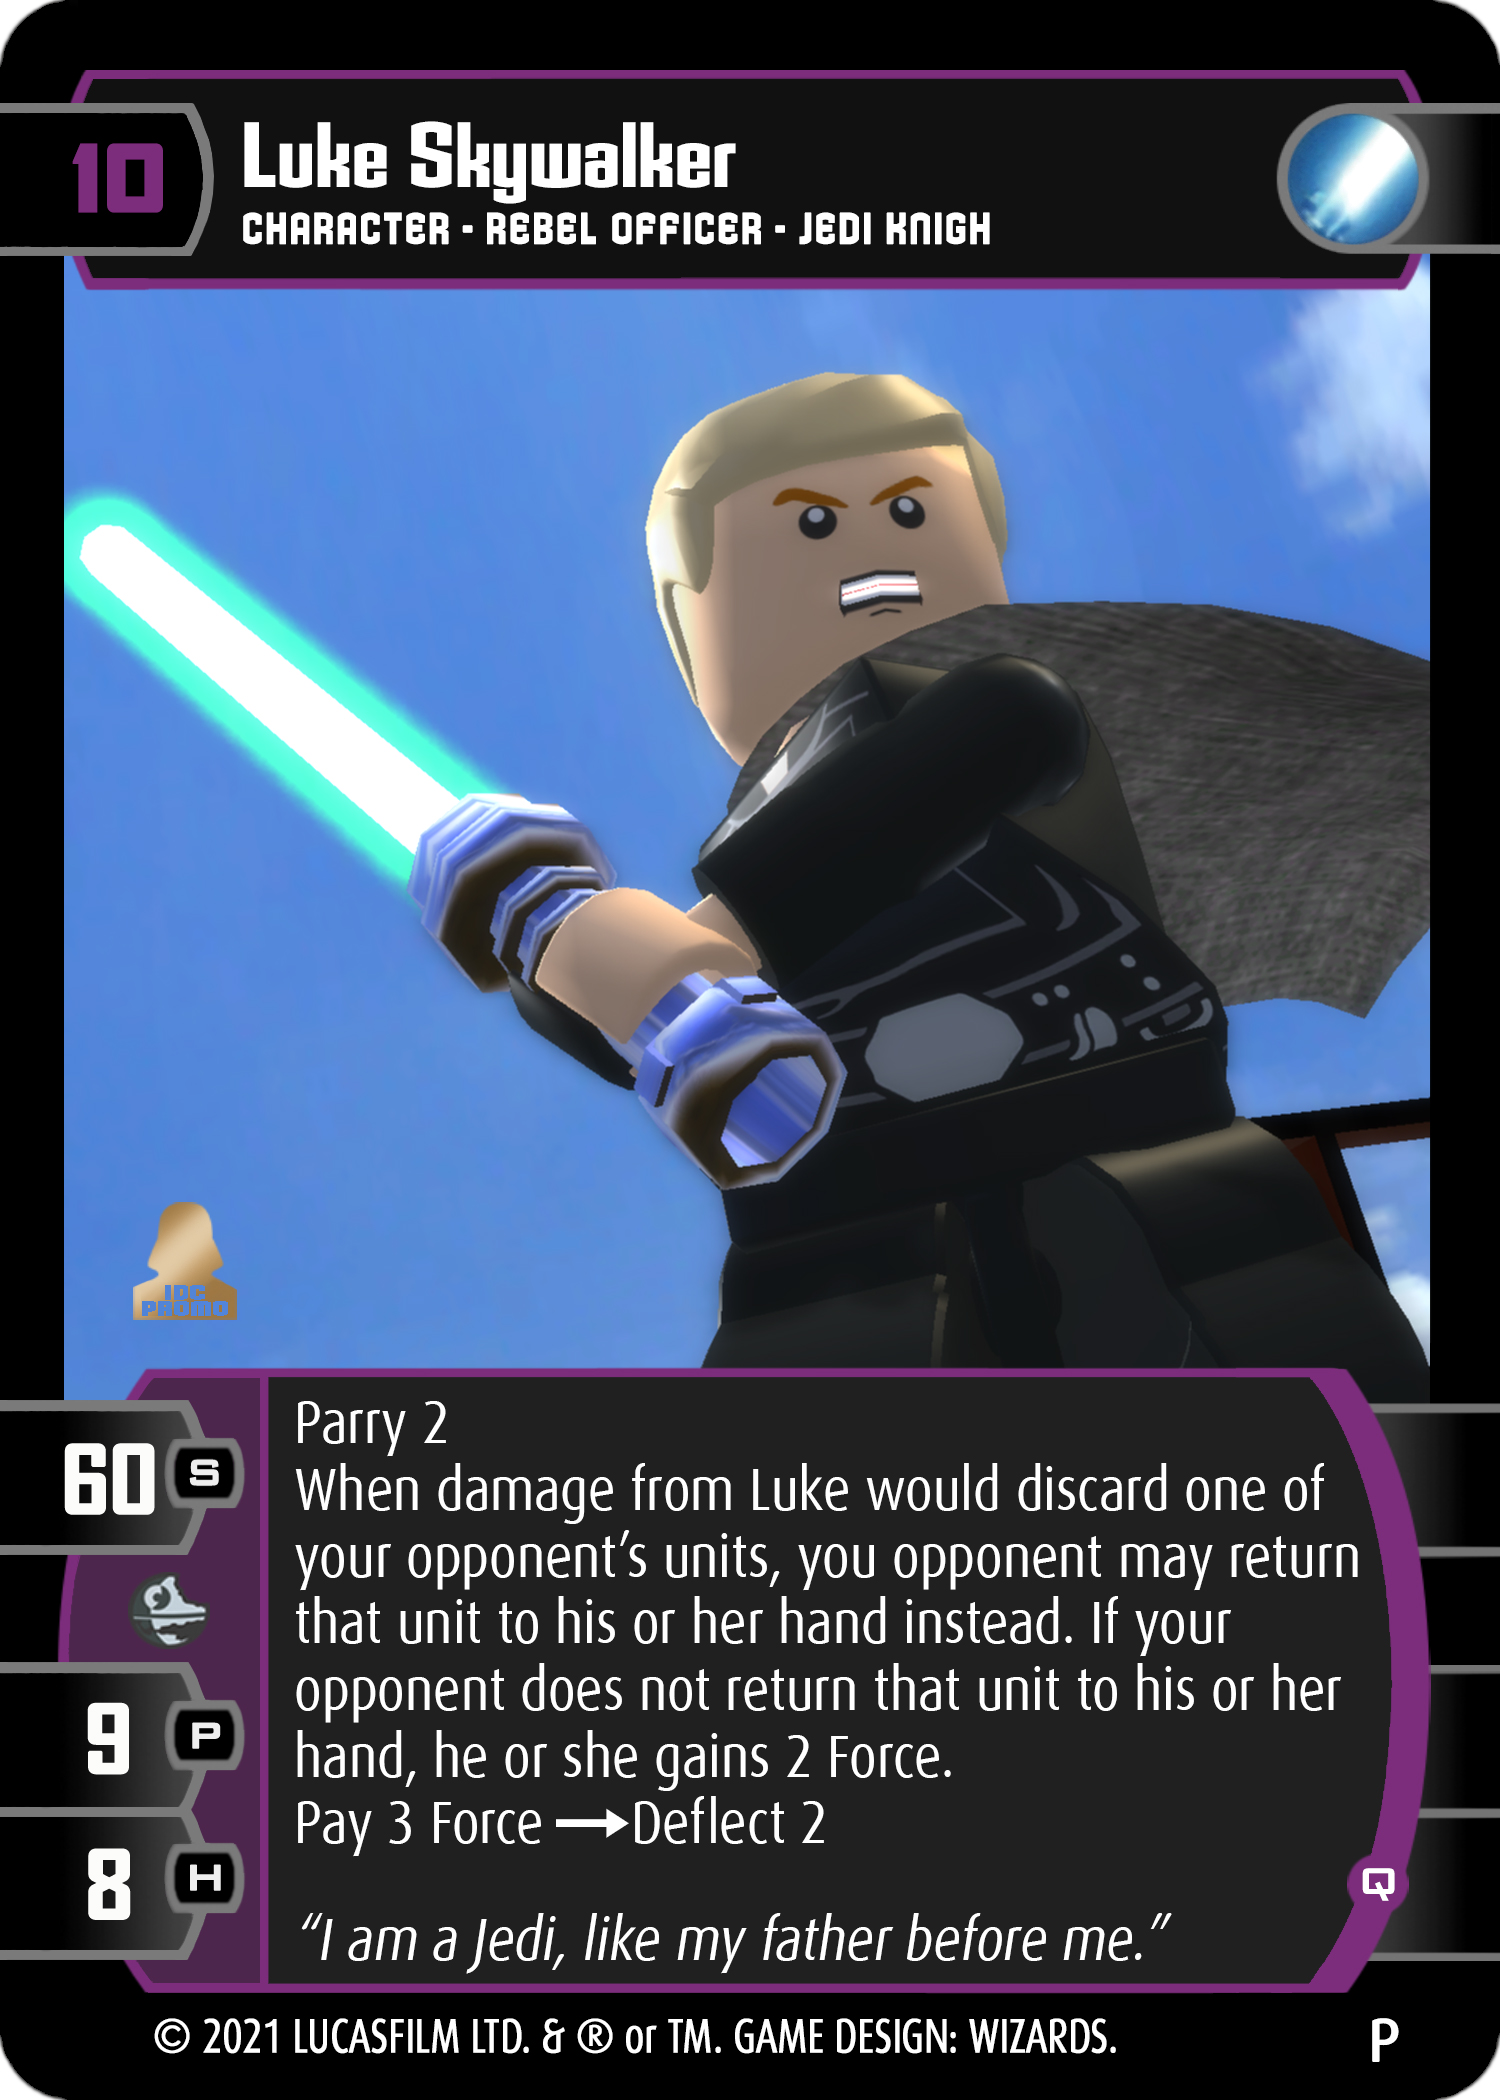 10
Luke Skywalker
CHARACTER - REBEL OFFICER - JEDI KNIGH
IDC
PROMO
60 S
9 P
8 H
Parry 2
When damage from Luke would discard one of
your opponent’s units, you opponent may return
that unit to his or her hand instead. If your
opponent does not return that unit to his or her
hand, he or she gains 2 Force.
Pay 3 Force ⟶Deflect 2
“I am a Jedi, like my father before me.”
Q
© 2021 LUCASFILM LTD. & ® or TM. GAME DESIGN: WIZARDS.
P